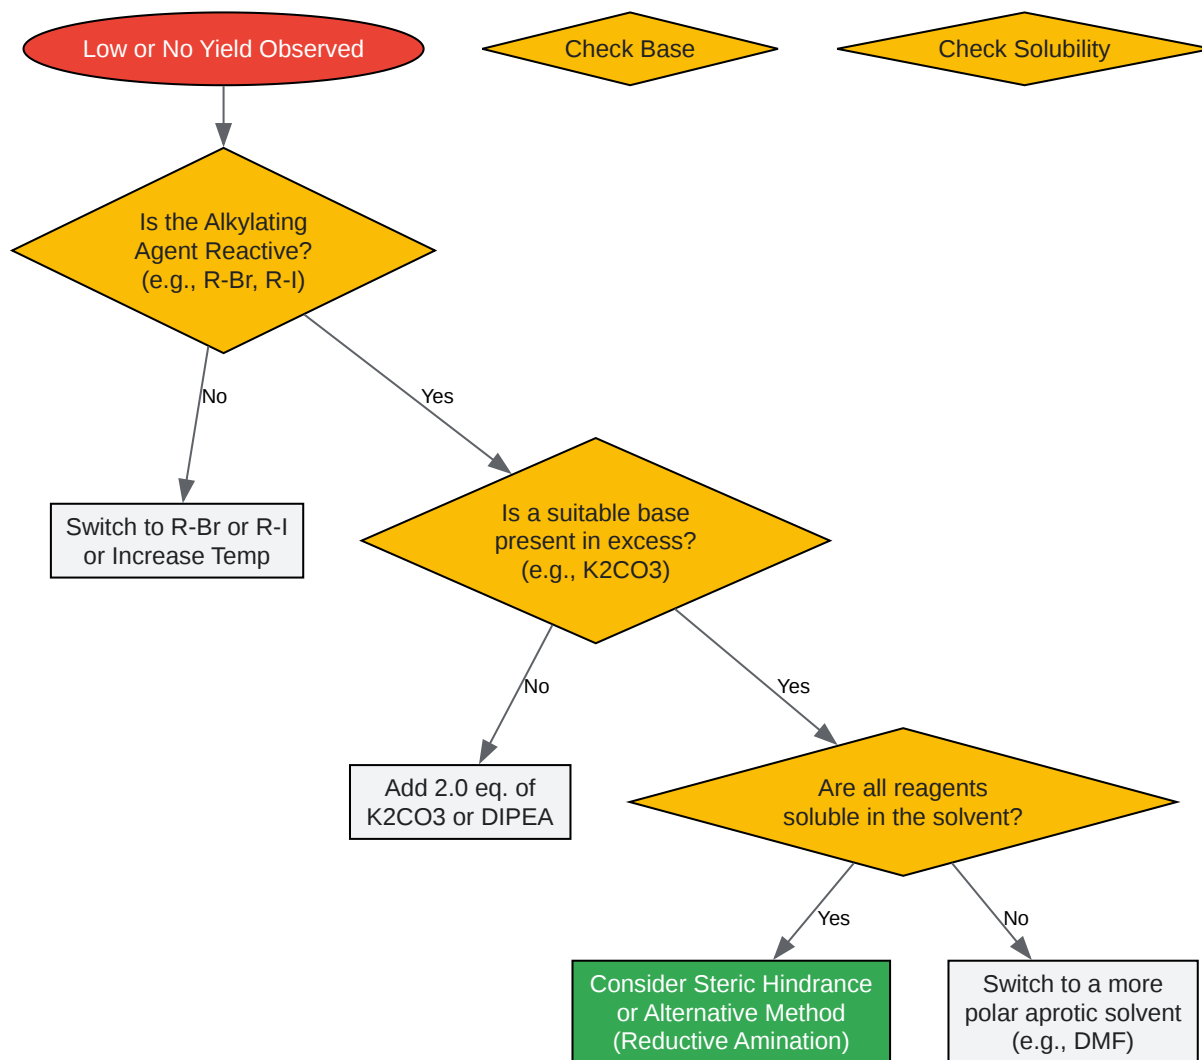 Low or No Yield Observed
Check Base
Check Solubility
Is the Alkylating
Agent Reactive?
(e.g., R-Br, R-I)
No
Yes
Switch to R-Br or R-I
or Increase Temp
Is a suitable base
present in excess?
(e.g., K2CO3)
No
Yes
Add 2.0 eq. of
K2CO3 or DIPEA
Are all reagents
soluble in the solvent?
Yes
No
Consider Steric Hindrance
or Alternative Method
(Reductive Amination)
Switch to a more
polar aprotic solvent
(e.g., DMF)